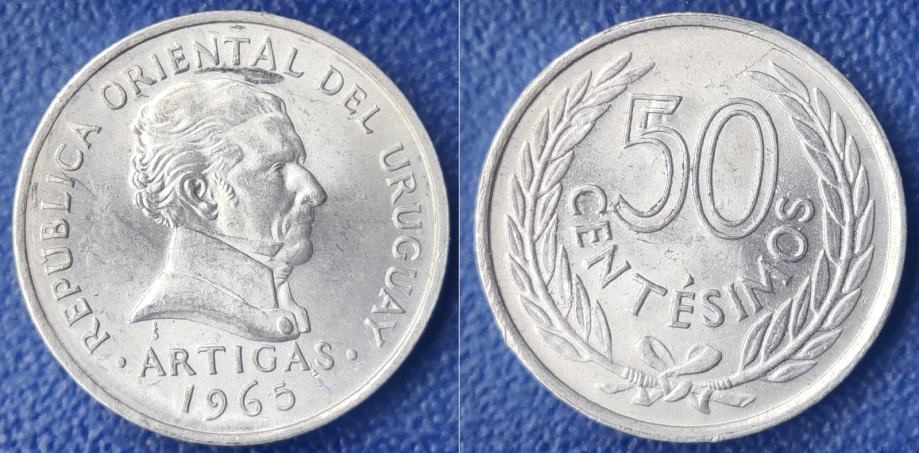 REPUBLICA ORIENTAL DEL URUGUAY
· ARTIGAS ·
1965
50
CENTÉSIMOS